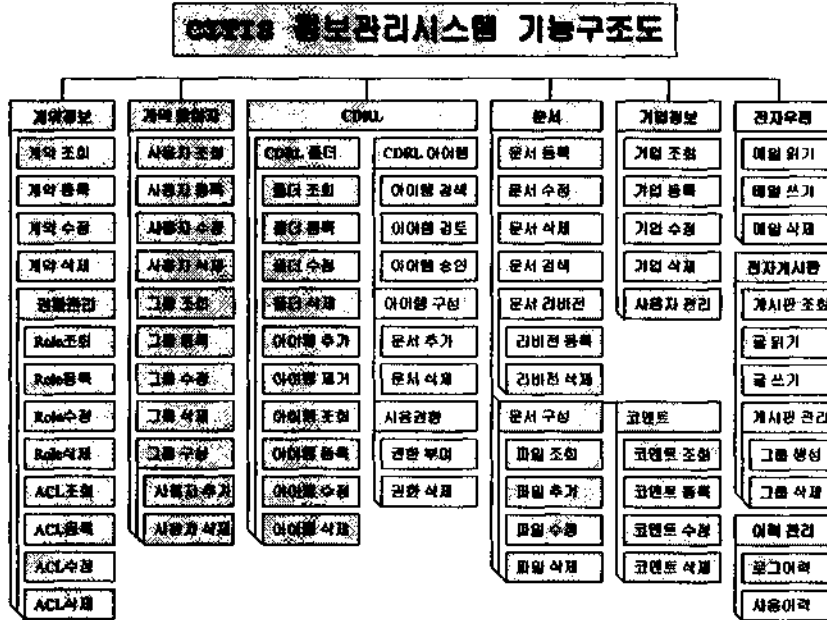 CITIS 정보관리시스템 기능구조도
계약정보
계약 조회
계약 등록
계약 수정
계약 삭제
권한관리
Role조회
Role등록
Role수정
Role삭제
ACL조회
ACL등록
ACL수정
ACL삭제
계약 참여자
사용자 조회
사용자 등록
사용자 수정
사용자 삭제
그룹 조회
그룹 등록
그룹 수정
그룹 삭제
그룹 구성
사용자 추가
사용자 삭제
CDRL
CDRL 폴더
폴더 조회
폴더 등록
폴더 수정
폴더 삭제
아이템 추가
아이템 제거
아이템 조회
아이템 등록
아이템 수정
아이템 삭제
CDRL 아이템
아이템 검색
아이템 검토
아이템 승인
아이템 구성
문서 추가
문서 삭제
사용권한
권한 부여
권한 삭제
문서
문서 등록
문서 수정
문서 삭제
문서 검색
문서 리비전
리비전 등록
리비전 삭제
문서 구성
파일 조회
파일 추가
파일 수정
파일 삭제
코멘트
코멘트 조회
코멘트 등록
코멘트 수정
코멘트 삭제
기업정보
기업 조회
기업 등록
기업 수정
기업 삭제
사용자 관리
전자우편
메일 읽기
메일 쓰기
메일 삭제
전자게시판
게시판 조회
글 읽기
글 쓰기
게시판 관리
그룹 생성
그룹 삭제
이력 관리
로그이력
사용이력